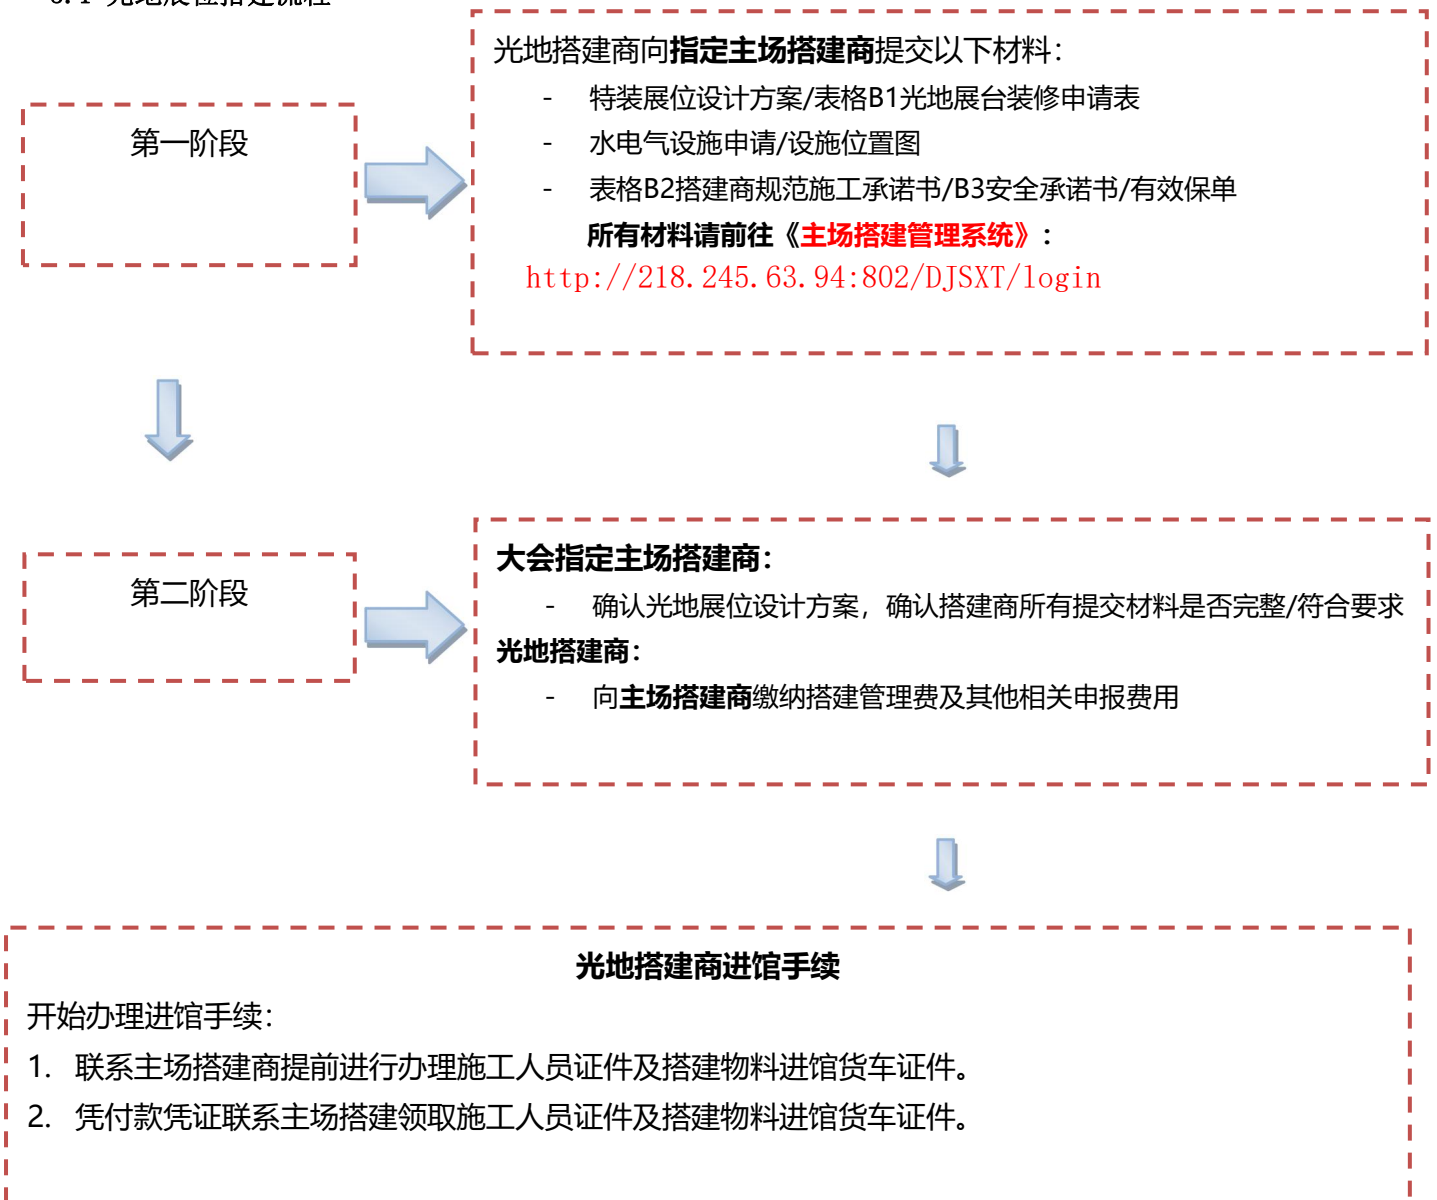 光地搭建商向指定主场搭建商提交以下材料：
- 特装展位设计方案/表格B1光地展台装修申请表
第一阶段
- 水电气设施申请/设施位置图
- 表格B2搭建商规范施工承诺书/B3安全承诺书/有效保单
所有材料请前往《主场搭建管理系统》：
http://218.245.63.94:802/DJSXT/login
大会指定主场搭建商：
第二阶段
- 确认光地展位设计方案，确认搭建商所有提交材料是否完整/符合要求
光地搭建商：
- 向主场搭建商缴纳搭建管理费及其他相关申报费用
光地搭建商进馆手续
开始办理进馆手续：
1. 联系主场搭建商提前进行办理施工人员证件及搭建物料进馆货车证件。
2. 凭付款凭证联系主场搭建领取施工人员证件及搭建物料进馆货车证件。